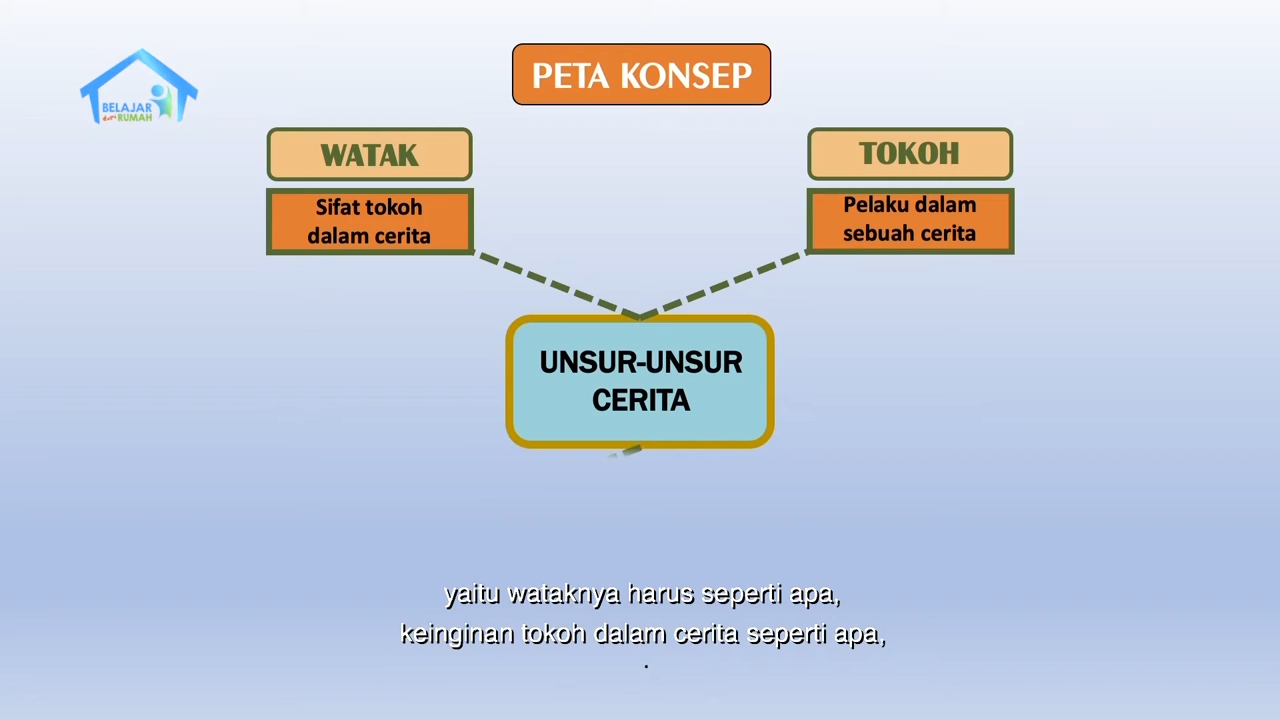 PETA KONSEP
BELAJAR
dari RUMAH
WATAK
Sifat tokoh
dalam cerita
TOKOH
Pelaku dalam
sebuah cerita
UNSUR-UNSUR
CERITA
yaitu wataknya harus seperti apa,
keinginan tokoh dalam cerita seperti apa,
.